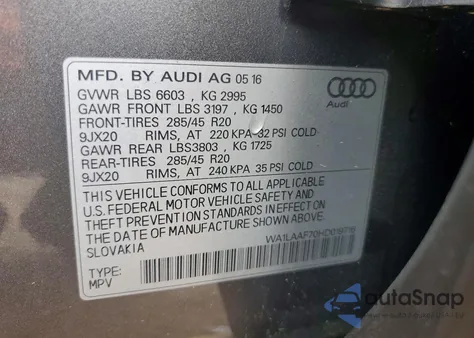 MFD. BY AUDI AG 05 16
GVWR LBS 6603 , KG 2995
GAWR FRONT LBS 3197 , KG 1450
FRONT-TIRES 285/45 R20
9JX20 RIMS, AT 220 KPA-32 PSI COLD
GAWR REAR LBS3803 , KG 1725
REAR-TIRES 285/45 R20
9JX20 RIMS, AT 240 KPA 35 PSI COLD
THIS VEHICLE CONFORMS TO ALL APPLICABLE
U.S. FEDERAL MOTOR VEHICLE SAFETY AND
THEFT PREVENTION STANDARDS IN EFFECT ON
THE DATE OF MANUFACTURE SHOWN ABOVE
SLOVAKIA
TYPE:
MPV
Audi
autoSnap